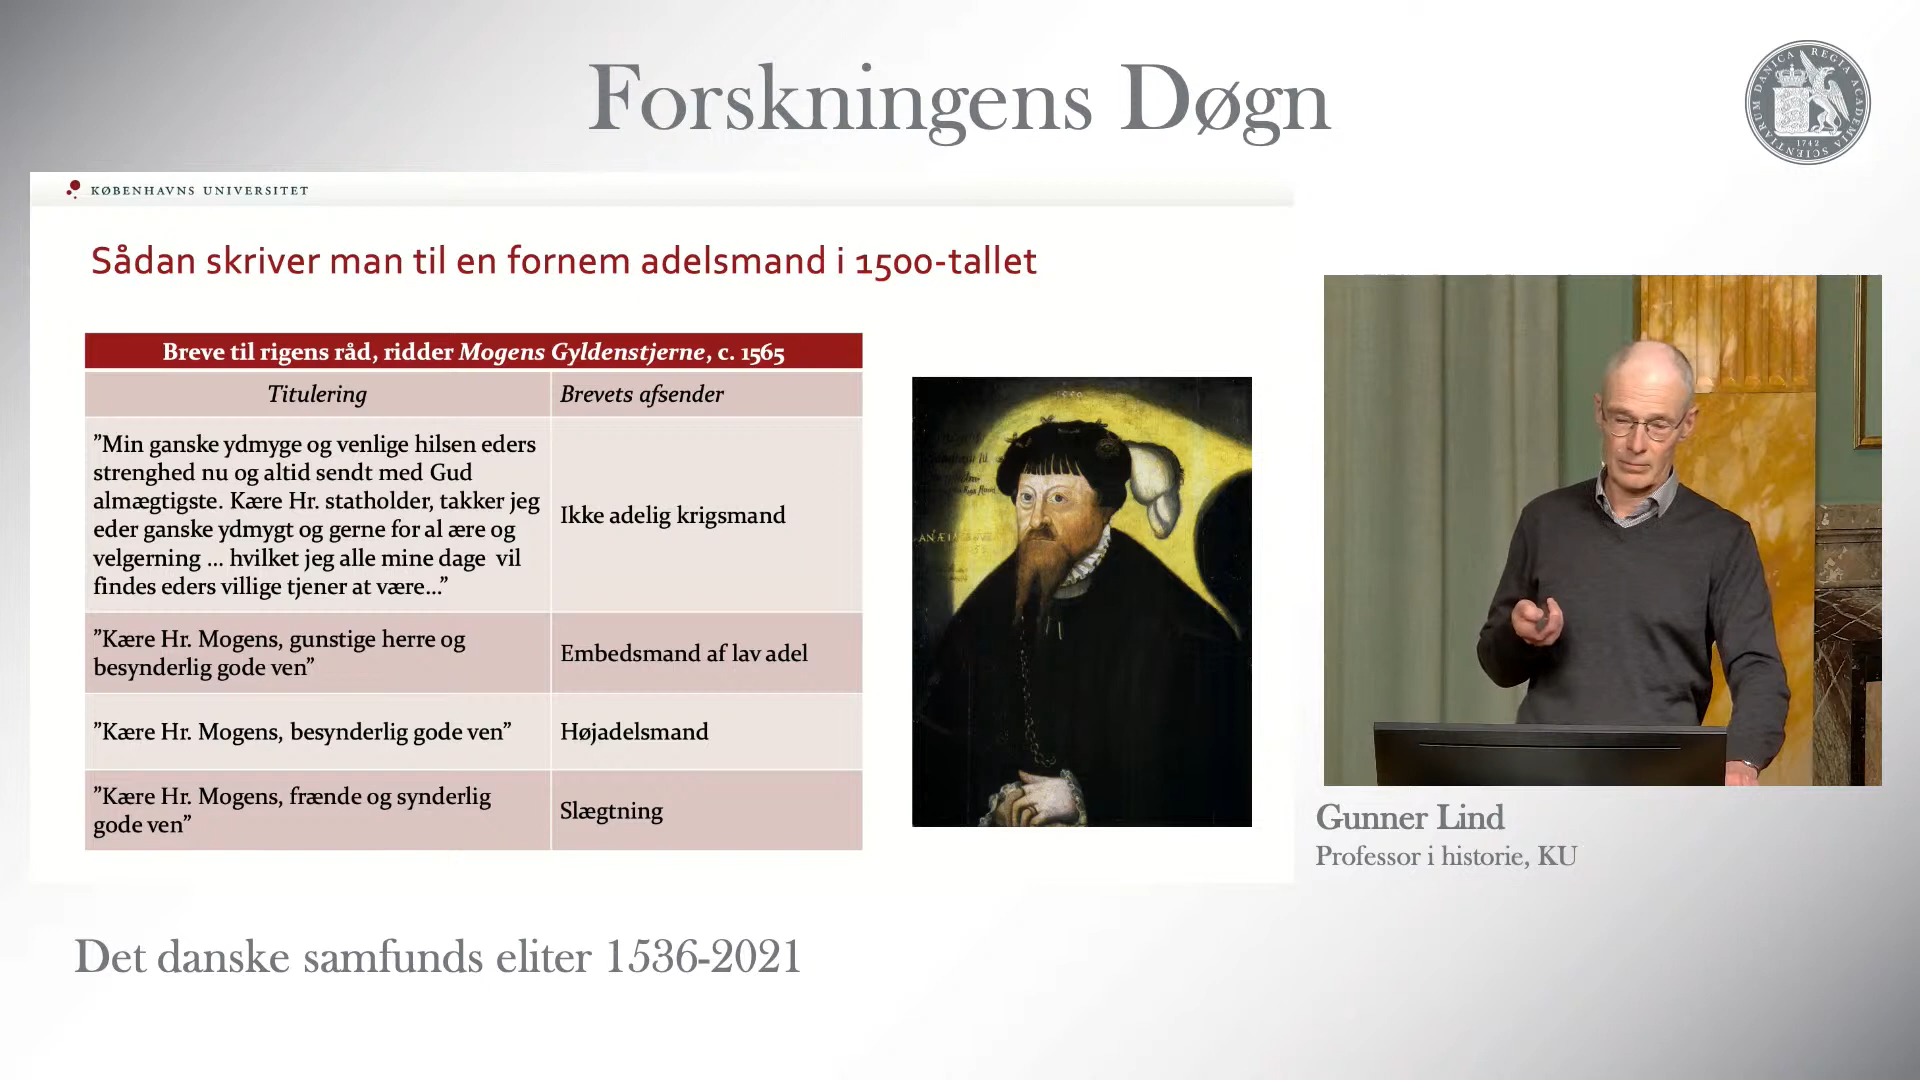 Forskningens Døgn
REGIA ACADEMIA SCIENTIARUM DANICA
1742
KØBENHAVNS UNIVERSITET
Sådan skriver man til en fornem adelsmand i 1500-tallet
Breve til rigens råd, ridder Mogens Gyldenstjerne, c. 1565
Titulering
Brevets afsender
”Min ganske ydmyge og venlige hilsen eders
strenghed nu og altid sendt med Gud
almægtigste. Kære Hr. statholder, takker jeg
eder ganske ydmygt og gerne for al ære og
velgerning ... hvilket jeg alle mine dage vil
findes eders villige tjener at være...”
Ikke adelig krigsmand
”Kære Hr. Mogens, gunstige herre og
besynderlig gode ven”
Embedsmand af lav adel
”Kære Hr. Mogens, besynderlig gode ven”
Højadelsmand
”Kære Hr. Mogens, frænde og synderlig
gode ven”
Slægtning
Gunner Lind
Professor i historie, KU
Det danske samfunds eliter 1536-2021